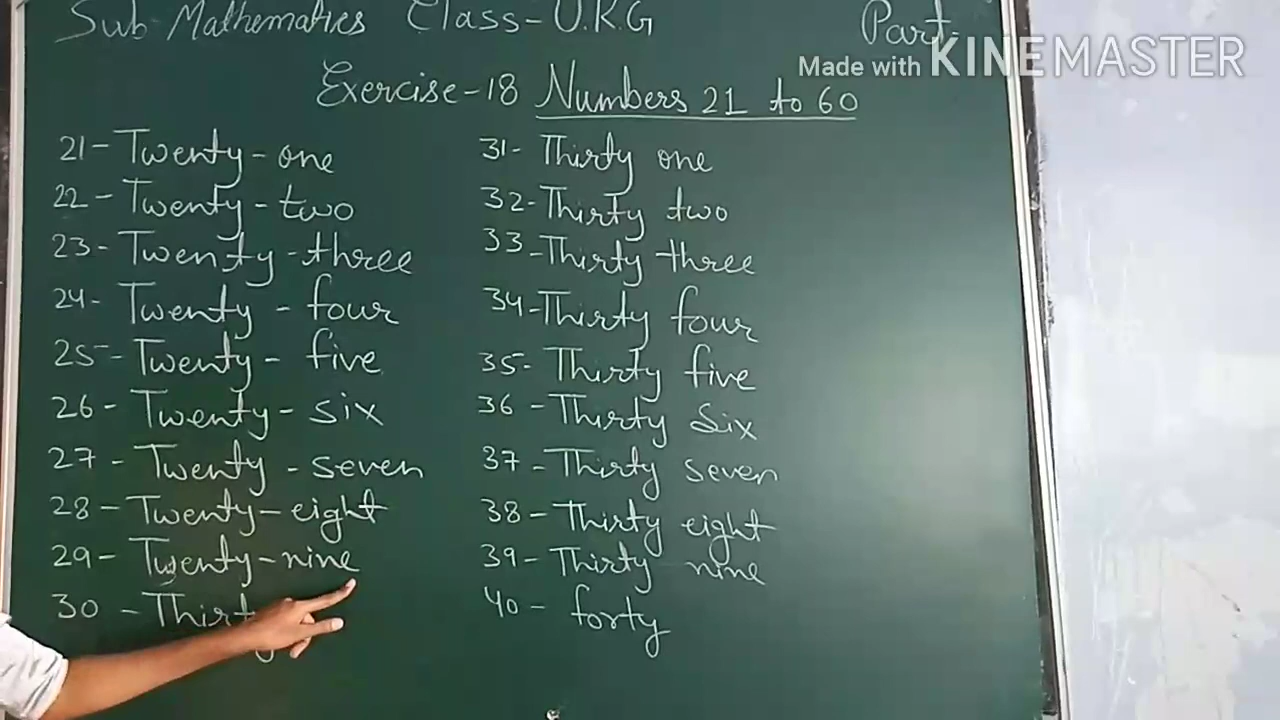 Sub Mathematics Class-U.K.G Part-
Made with KINEMASTER
Exercise-18 Numbers 21 to 60
21- Twenty-one
22- Twenty-two
23- Twenty-three
24- Twenty-four
25- Twenty-five
26- Twenty-six
27- Twenty-seven
28- Twenty-eight
29- Twenty-nine
30 - Thirty
31- Thirty one
32- Thirty two
33- Thirty three
34- Thirty four
35- Thirty five
36 - Thirty Six
37- Thirty seven
38- Thirty eight
39- Thirty nine
40- forty